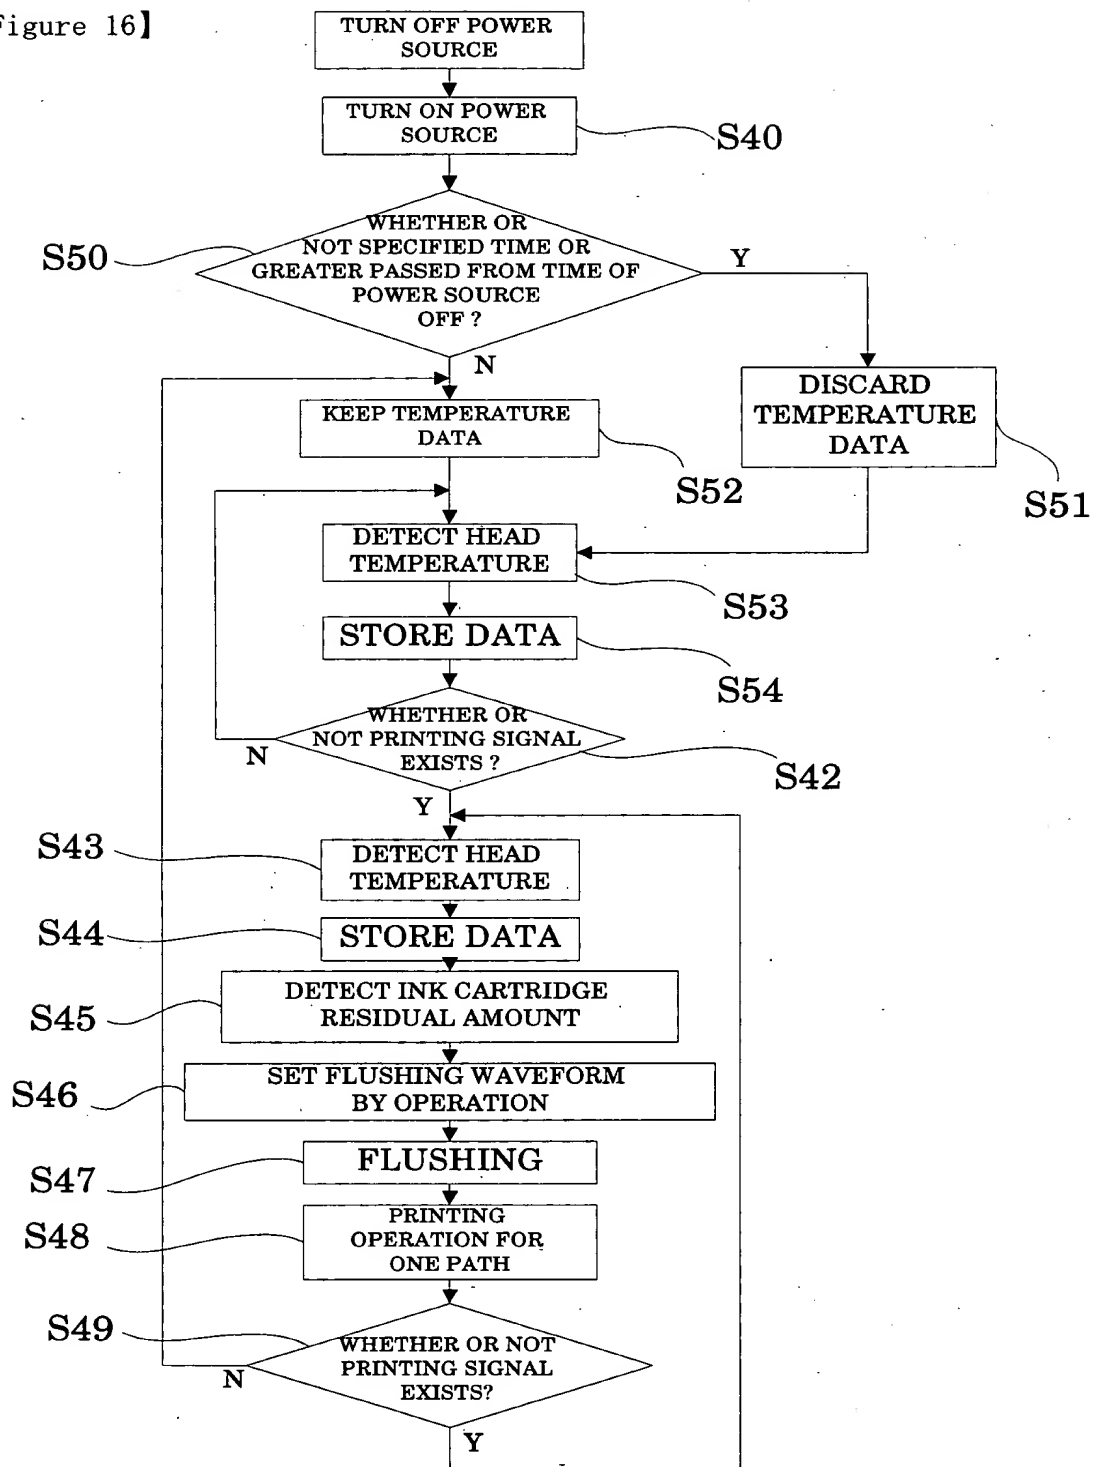 Figure 16】
TURN OFF POWER
SOURCE
TURN ON POWER
SOURCE
S40
WHETHER OR
NOT SPECIFIED TIME OR
GREATER PASSED FROM TIME OF
POWER SOURCE
OFF ?
S50
Y
N
DISCARD
TEMPERATURE
DATA
S51
KEEP TEMPERATURE
DATA
S52
DETECT HEAD
TEMPERATURE
S53
STORE DATA
S54
WHETHER OR
NOT PRINTING SIGNAL
EXISTS ?
N
S42
Y
S43
DETECT HEAD
TEMPERATURE
S44
STORE DATA
S45
DETECT INK CARTRIDGE
RESIDUAL AMOUNT
S46
SET FLUSHING WAVEFORM
BY OPERATION
S47
FLUSHING
S48
PRINTING
OPERATION FOR
ONE PATH
S49
WHETHER OR NOT
PRINTING SIGNAL
EXISTS?
N
Y